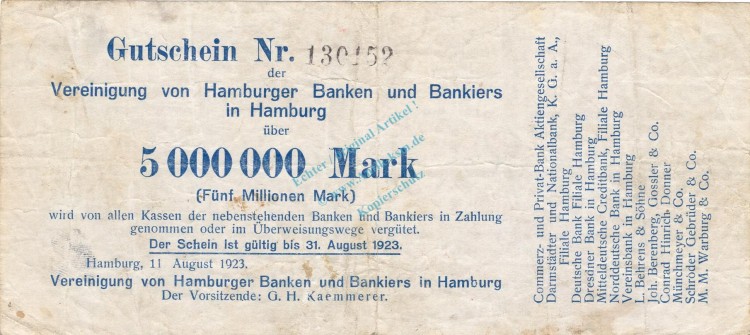 Gutschein Nr. 130152
der
Vereinigung von Hamburger Banken und Bankiers
in Hamburg
über
5 000 000 Mark
(Fünf Millionen Mark)
wird von allen Kassen der nebenstehenden Banken und Bankiers in Zahlung
genommen oder im Überweisungswege vergütet.
Der Schein ist gültig bis 31. August 1923.
Hamburg, 11 August 1923.
Vereinigung von Hamburger Banken und Bankiers in Hamburg
Der Vorsitzende: G. H. Kaemmerer.
Commerz- und Privat-Bank Aktiengesellschaft
Darmstädter und Nationalbank, K. G. a. A.,
Filiale Hamburg
Deutsche Bank Filiale Hamburg
Dresdner Bank in Hamburg
Mitteldeutsche Creditbank, Filiale Hamburg
Norddeutsche Bank in Hamburg
Vereinsbank in Hamburg
L. Behrens & Söhne
Joh. Berenberg, Gossler & Co.
Conrad Hinrich Donner
Münchmeyer & Co.
Schröder Gebrüder & Co.
M. M. Warburg & Co.
Echter / Original Artikel !
Kopierschutz